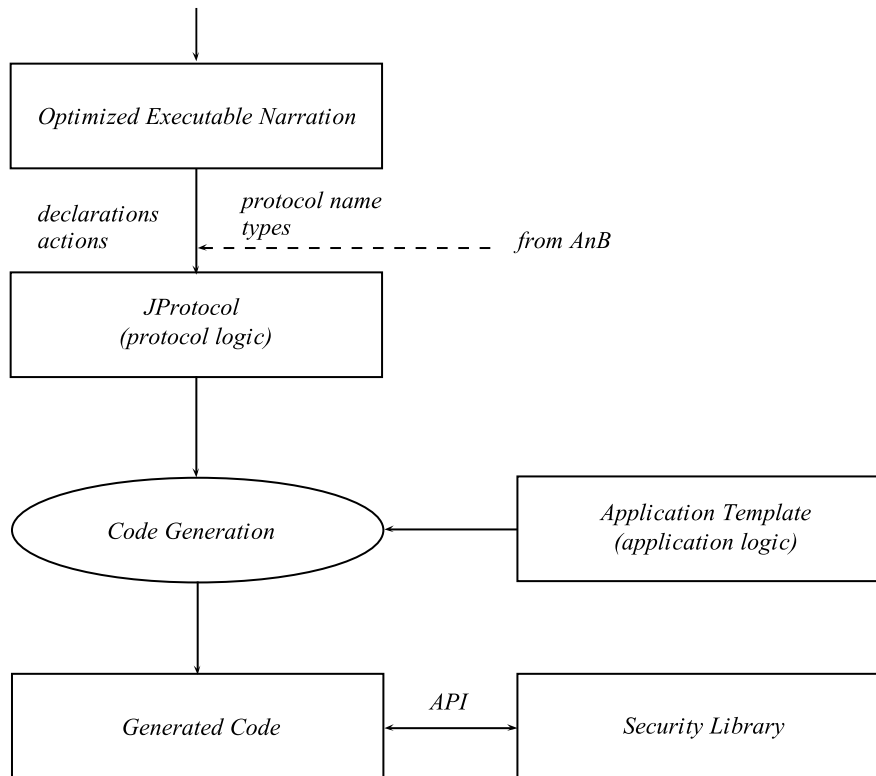 Optimized Executable Narration
declarations
actions
protocol name
types
from AnB
JProtocol
(protocol logic)
Code Generation
Application Template
(application logic)
Generated Code
API
Security Library